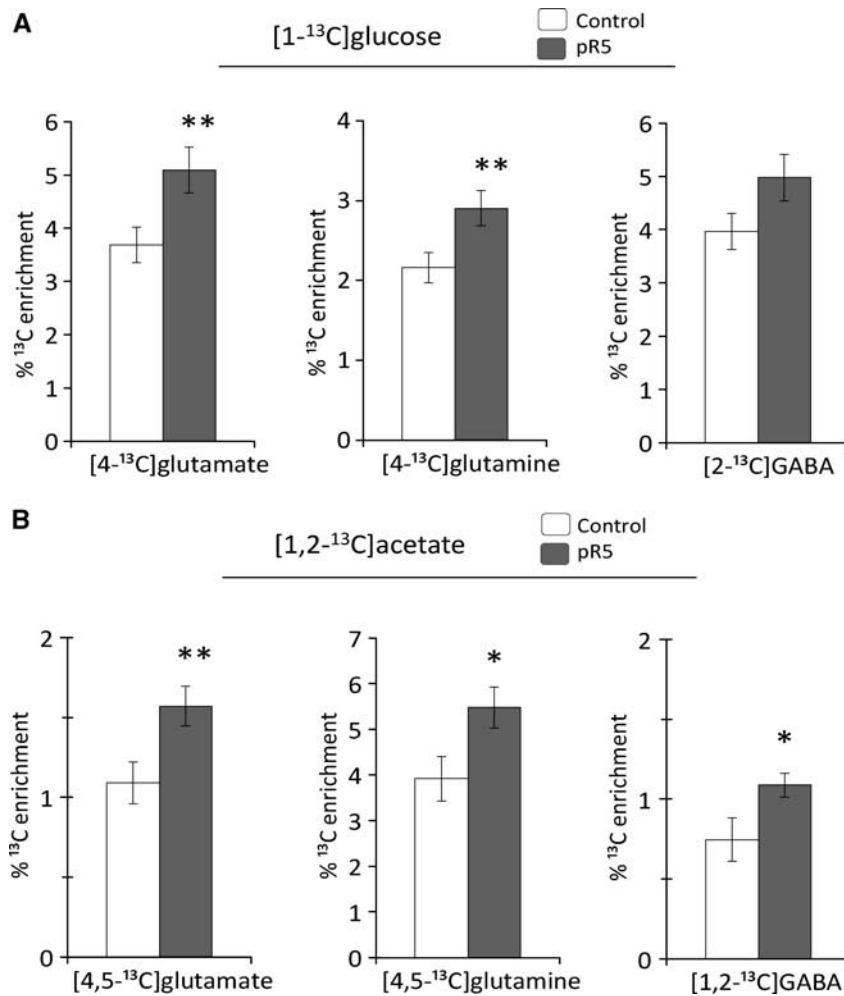 A
[1-¹³C]glucose
Control
pR5
% ¹³C enrichment
6
5
4
3
2
1
0
**
[4-¹³C]glutamate
% ¹³C enrichment
4
3
2
1
0
**
[4-¹³C]glutamine
% ¹³C enrichment
6
5
4
3
2
1
0
[2-¹³C]GABA
B
[1,2-¹³C]acetate
Control
pR5
% ¹³C enrichment
2
1
0
**
[4,5-¹³C]glutamate
% ¹³C enrichment
7
6
5
4
3
2
1
0
*
[4,5-¹³C]glutamine
% ¹³C enrichment
2
1
0
*
[1,2-¹³C]GABA